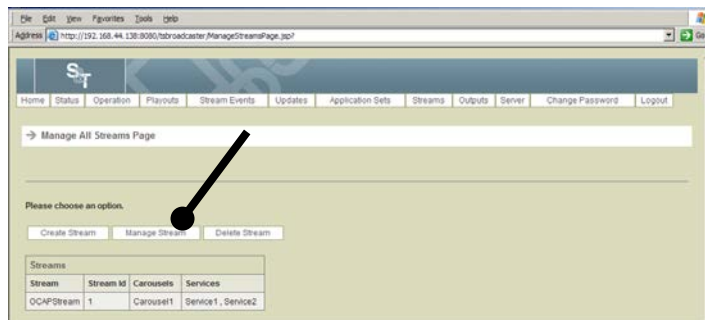 File Edit View Favorites Tools Help
Address http://192.168.44.138:8080/tsbroadcaster/ManageStreamsPage.jsp? Go
S&T
Home Status Operation Playouts Stream Events Updates Application Sets Streams Outputs Server Change Password Logout
→ Manage All Streams Page
Please choose an option.
Create Stream Manage Stream Delete Stream
Streams
Stream Stream Id Carousels Services
OCAPStream 1 Carousel1 Service1 , Service2